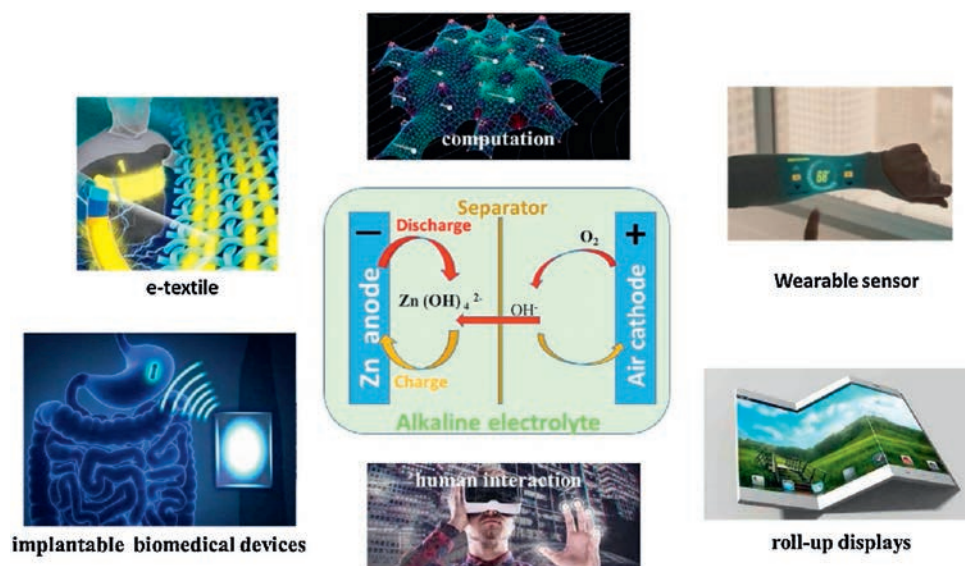 computation
e-textile
Wearable sensor
Separator
Discharge
−
+
O₂
Zn anode
Zn (OH) ₄ ²⁻
OH⁻
Air cathode
Charge
Alkaline electrolyte
implantable biomedical devices
human interaction
roll-up displays
68°